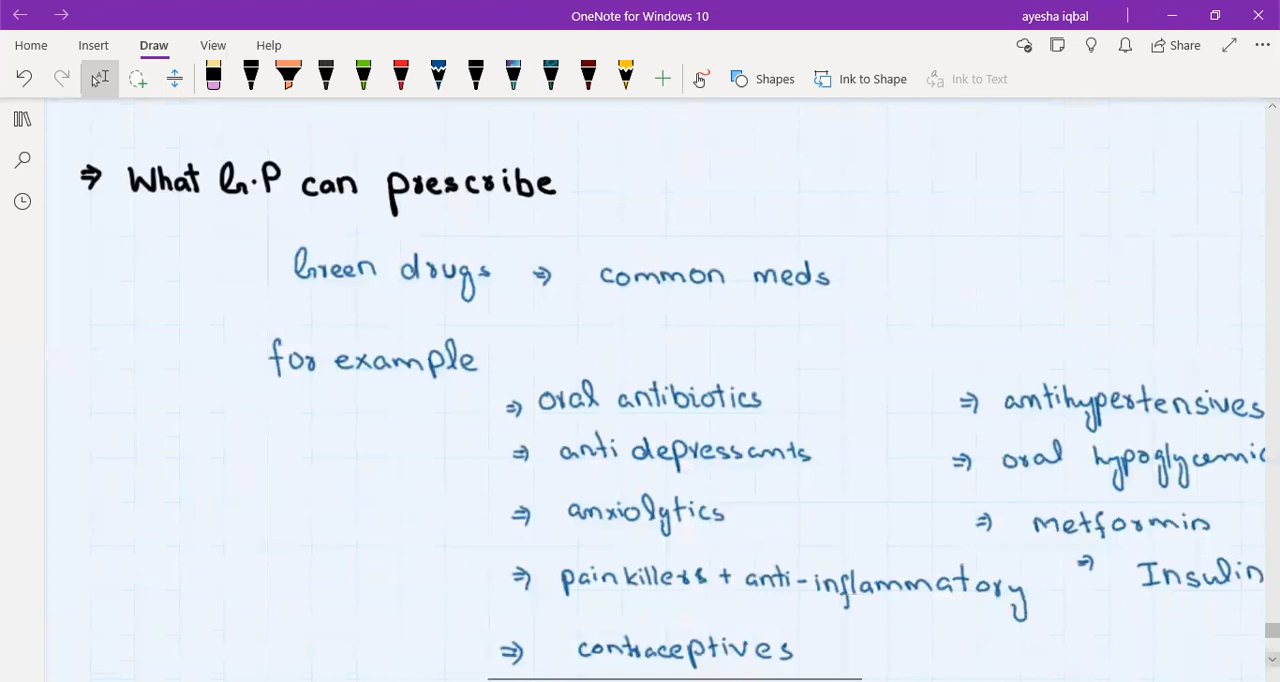 OneNote for Windows 10
ayesha iqbal
Home Insert Draw View Help
Share
Shapes
Ink to Shape
Ink to Text
⇒ What G.P can prescribe
Green drugs ⇒ common meds
for example
⇒ oral antibiotics
⇒ antihypertensives
⇒ anti depressants
⇒ oral hypoglycemic
⇒ anxiolytics
⇒ metformin
⇒ painkillers + anti-inflammatory
⇒ Insulin
⇒ contraceptives